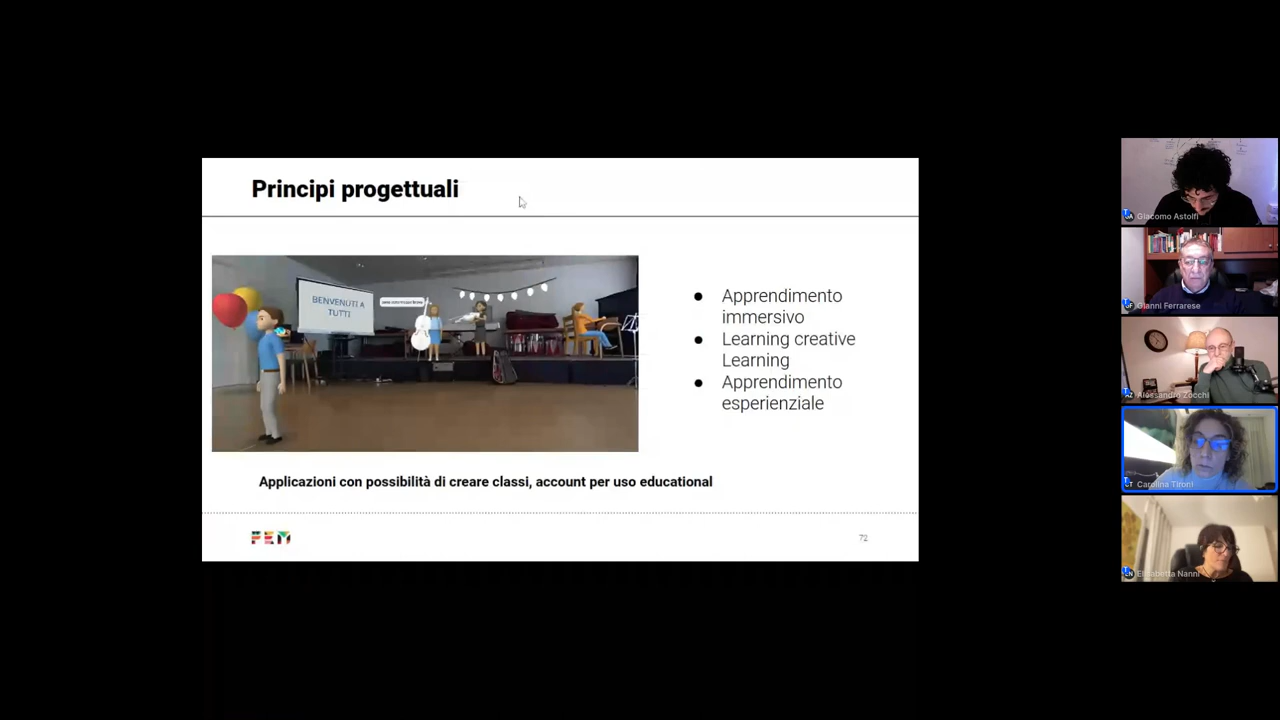 Principi progettuali
BENVENUTI A
TUTTI
● Apprendimento
immersivo
● Learning creative
Learning
● Apprendimento
esperienziale
Applicazioni con possibilità di creare classi, account per uso educational
FEM
72
Giacomo Astolfi
Gianni Ferrarese
Alessandro Zocchi
Carolina Tironi
Elisabetta Nanni